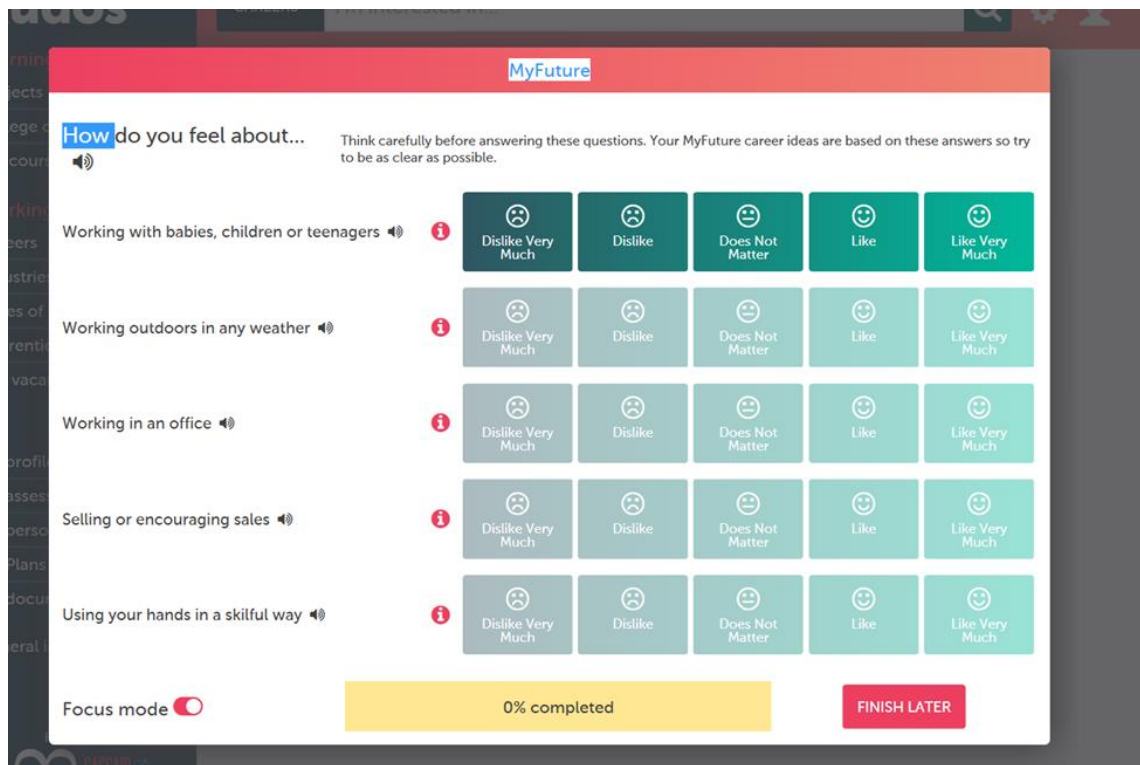 CAREERS
MyFuture
How do you feel about...
Think carefully before answering these questions. Your MyFuture career ideas are based on these answers so try
to be as clear as possible.
Working with babies, children or teenagers
Dislike Very
Much
Dislike
Does Not
Matter
Like
Like Very
Much
Working outdoors in any weather
Dislike Very
Much
Dislike
Does Not
Matter
Like
Like Very
Much
Working in an office
Dislike Very
Much
Dislike
Does Not
Matter
Like
Like Very
Much
Selling or encouraging sales
Dislike Very
Much
Dislike
Does Not
Matter
Like
Like Very
Much
Using your hands in a skilful way
Dislike Very
Much
Dislike
Does Not
Matter
Like
Like Very
Much
Focus mode
0% completed
FINISH LATER